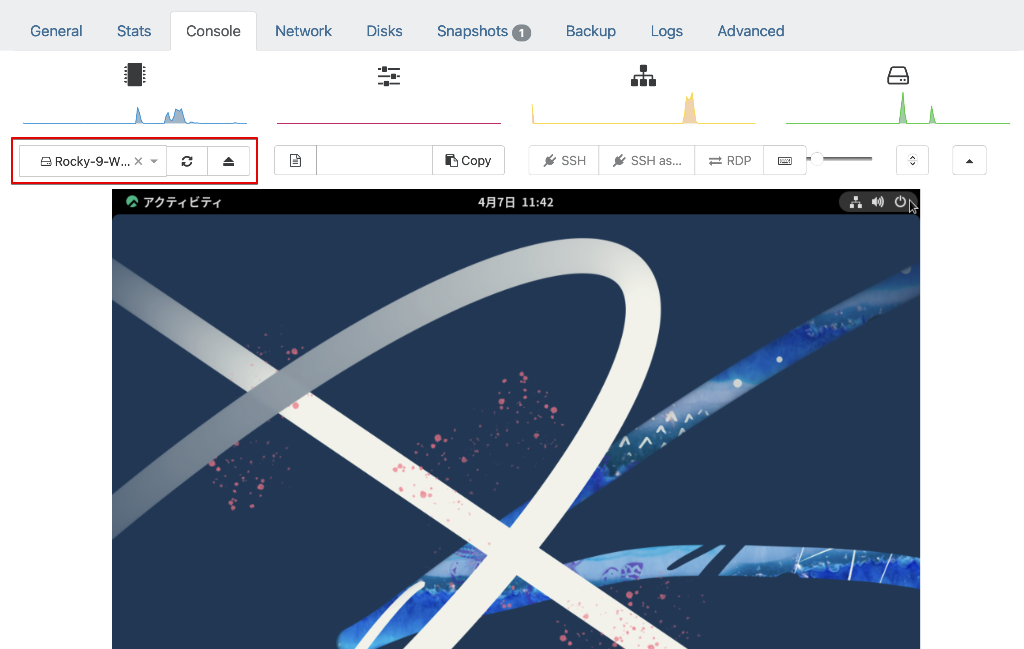 General Stats Console Network Disks Snapshots 1 Backup Logs Advanced
Rocky-9-W... Copy SSH SSH as... RDP
アクティビティ 4月7日 11:42